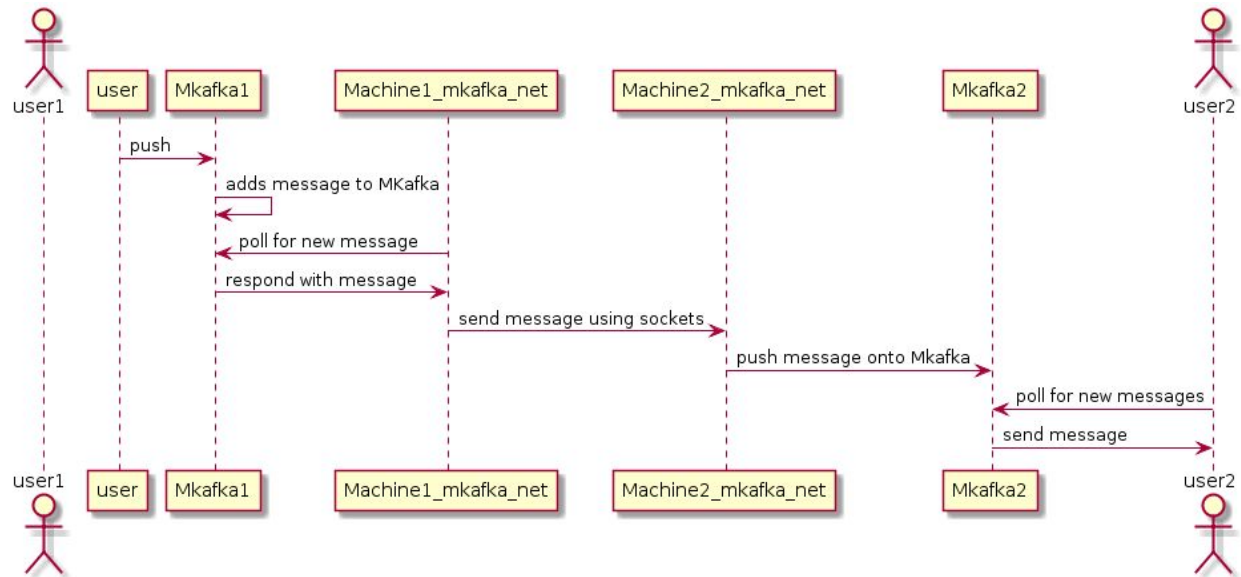 user1
user
Mkafka1
Machine1_mkafka_net
Machine2_mkafka_net
Mkafka2
user2
push
adds message to MKafka
poll for new message
respond with message
send message using sockets
push message onto Mkafka
poll for new messages
send message
user1
user
Mkafka1
Machine1_mkafka_net
Machine2_mkafka_net
Mkafka2
user2